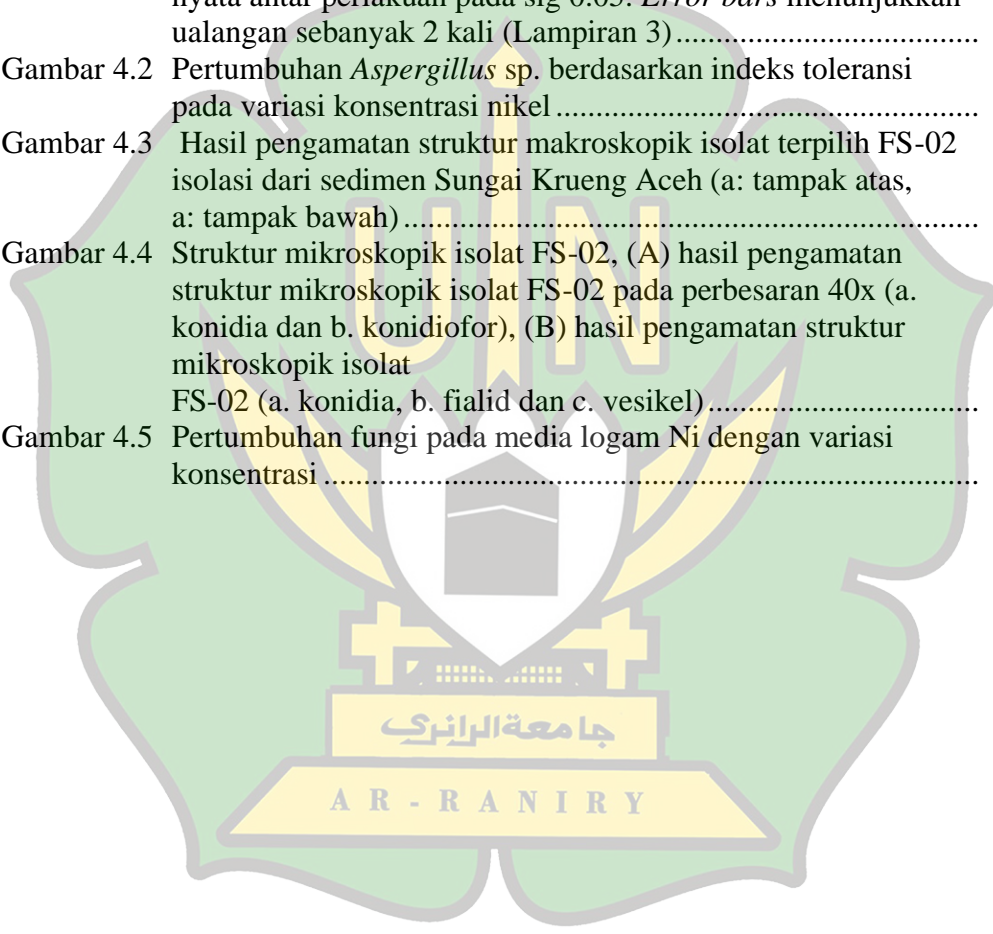 nyata antar perlakuan pada sig 0.05. Error bars menunjukkan
ualangan sebanyak 2 kali (Lampiran 3)...............................................
Gambar 4.2 Pertumbuhan Aspergillus sp. berdasarkan indeks toleransi
pada variasi konsentrasi nikel.................................................................
Gambar 4.3 Hasil pengamatan struktur makroskopik isolat terpilih FS-02
isolasi dari sedimen Sungai Krueng Aceh (a: tampak atas,
a: tampak bawah)........................................................................................
Gambar 4.4 Struktur mikroskopik isolat FS-02, (A) hasil pengamatan
struktur mikroskopik isolat FS-02 pada perbesaran 40x (a.
konidia dan b. konidiofor), (B) hasil pengamatan struktur
mikroskopik isolat
FS-02 (a. konidia, b. fialid dan c. vesikel)..........................................
Gambar 4.5 Pertumbuhan fungi pada media logam Ni dengan variasi
konsentrasi....................................................................................................
UIN
جامعةالرانري
AR-RANIRY